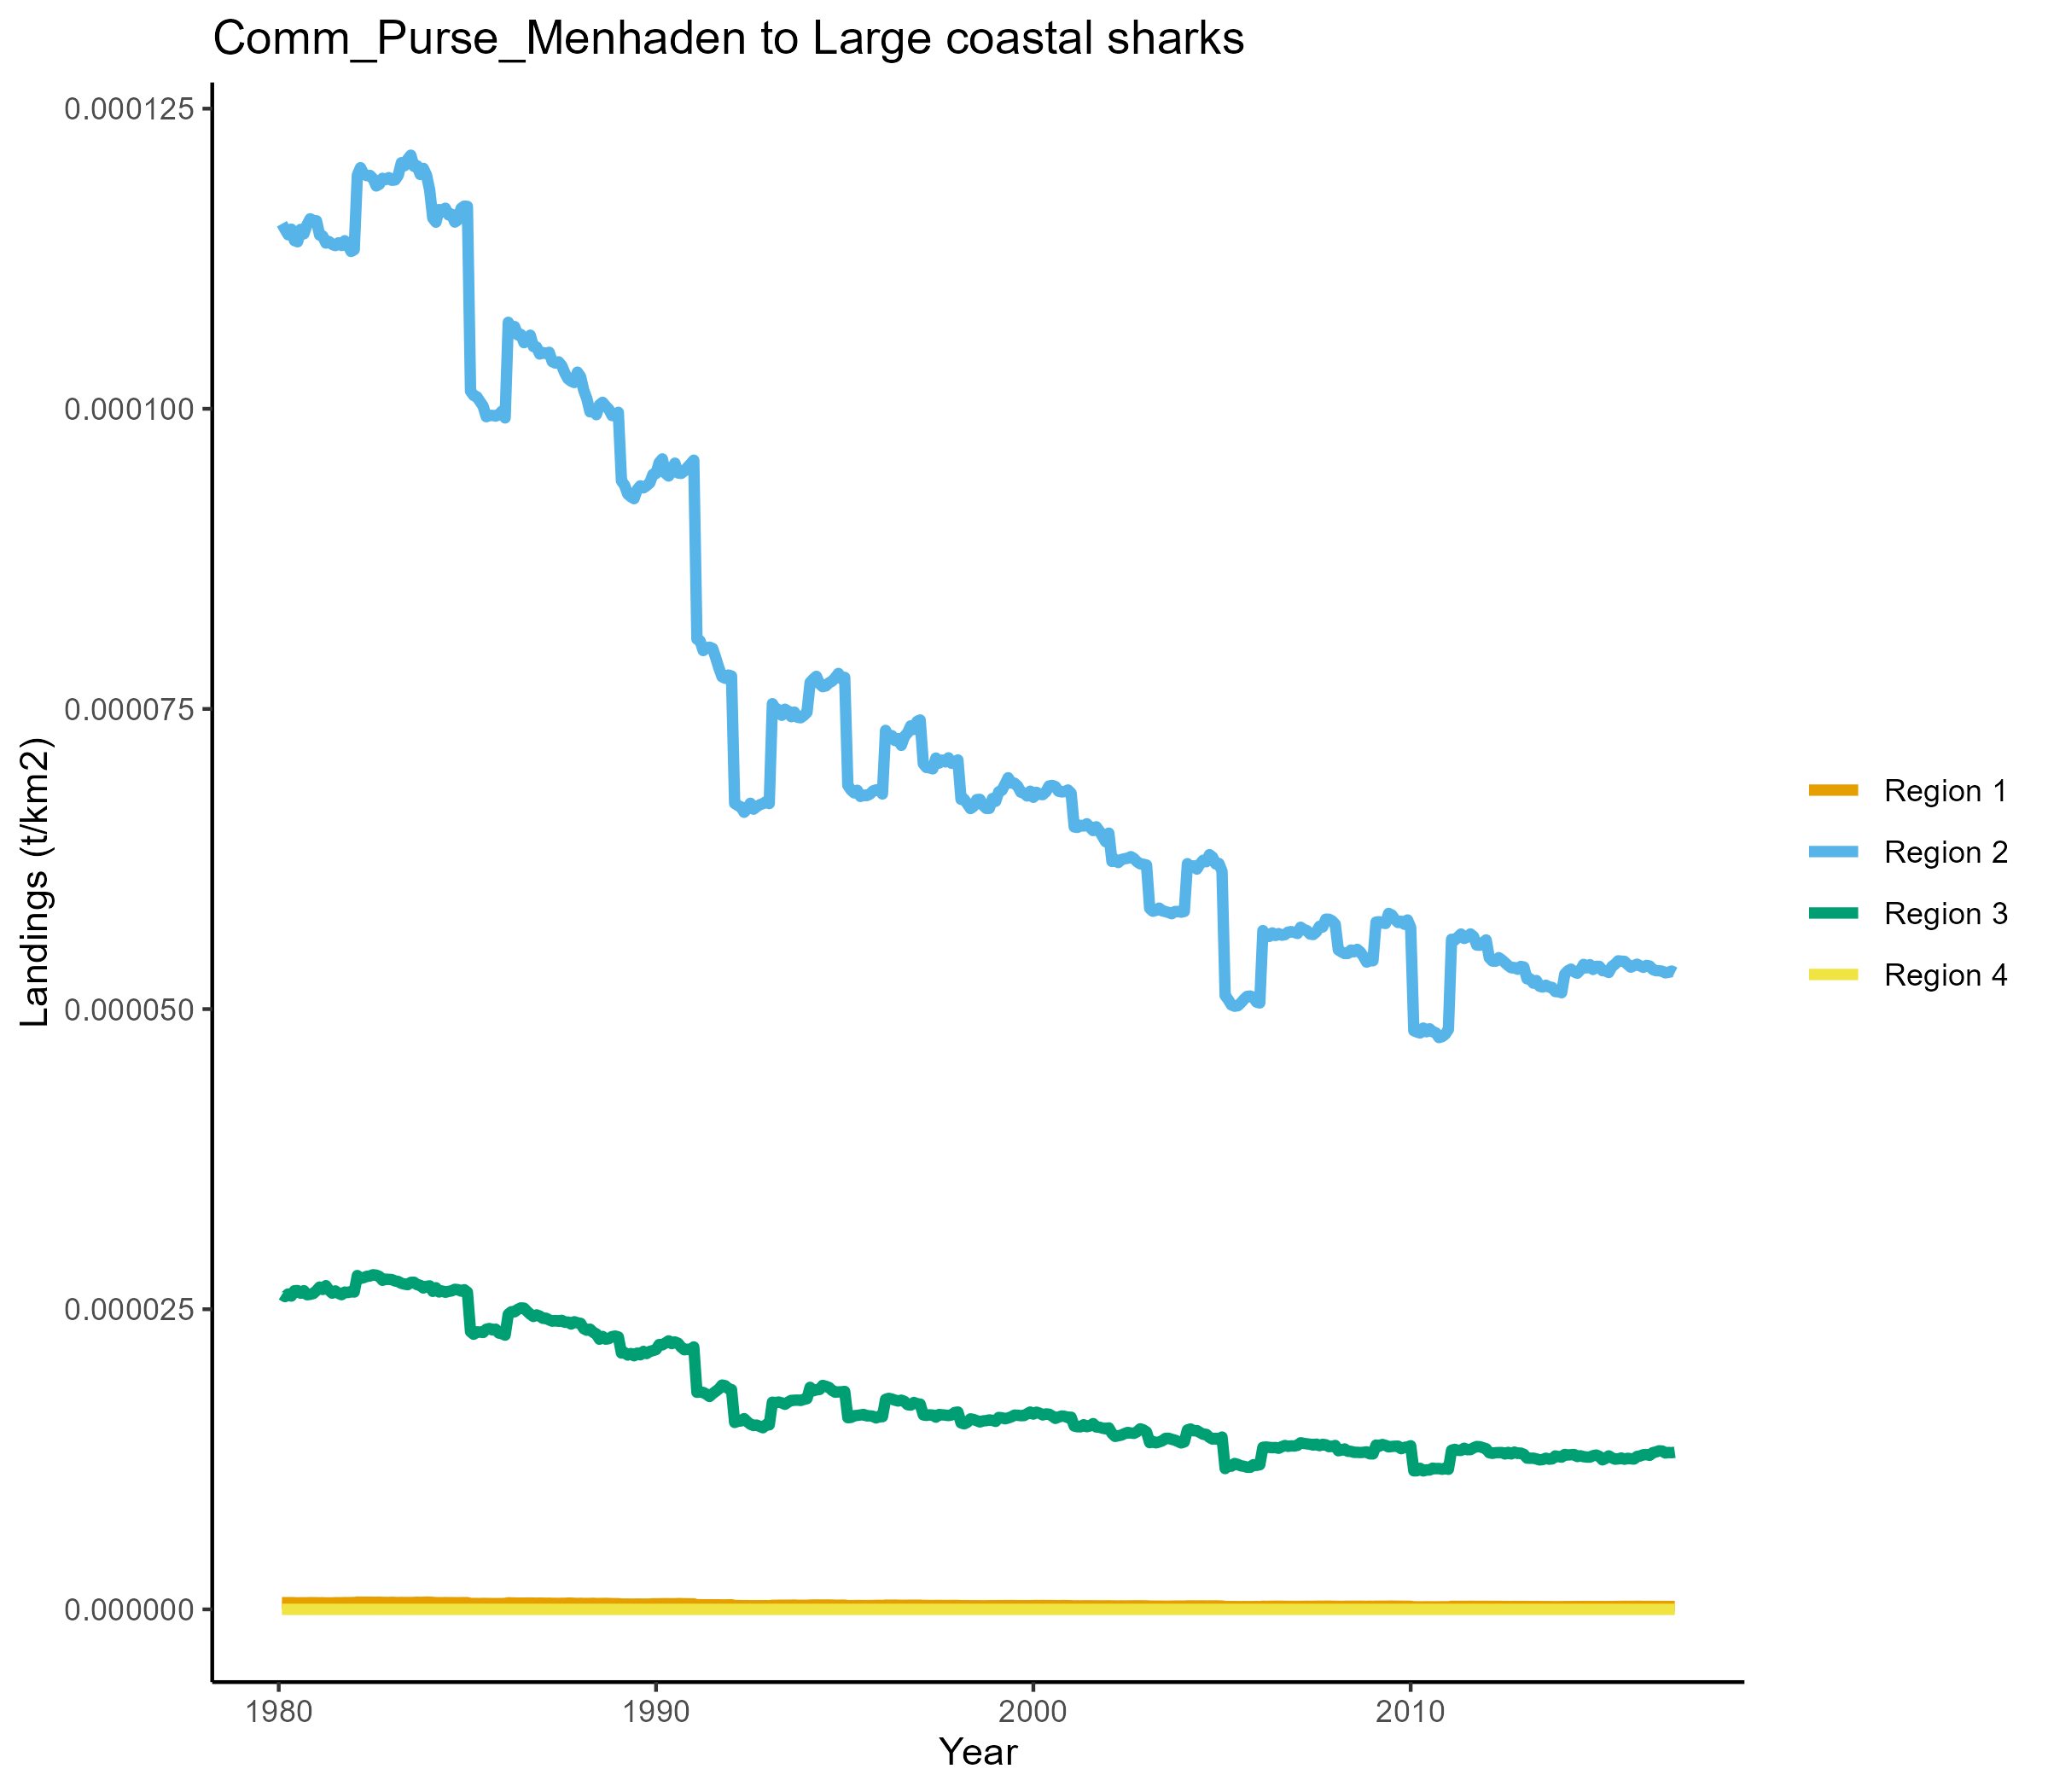 Comm_Purse_Menhaden to Large coastal sharks
0.000125
0.000100
0.000075
0.000050
0.000025
0.000000
Landings (t/km2)
1980 1990 2000 2010
Year
Region 1
Region 2
Region 3
Region 4